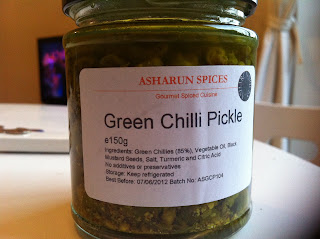 ASHARUN SPICES
Gourmet Spiced Cuisine
Green Chilli Pickle
e150g
Ingredients: Green Chillies (85%), Vegetable Oil, Black
Mustard Seeds, Salt, Turmeric and Citric Acid
No additives or preservatives
Storage: Keep refrigerated
Best Before: 07/06/2012 Batch No: ASGCP104